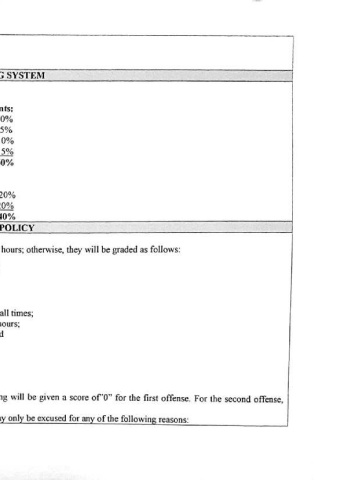 G SYSTEM
nts:
0%
5%
0%
5%
0%
20%
20%
40%
POLICY
hours; otherwise, they will be graded as follows:
all times;
hours;
d
ng will be given a score of"0" for the first offense. For the second offense,
ay only be excused for any of the following reasons: